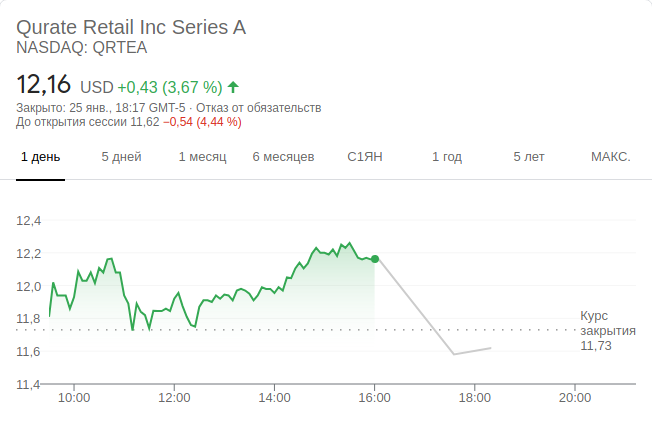 Qurate Retail Inc Series A
NASDAQ: QRTEA
12,16 USD +0,43 (3,67 %)
Закрыто: 25 янв., 18:17 GMT-5 · Отказ от обязательств
До открытия сессии 11,62 −0,54 (4,44 %)
1 день 5 дней 1 месяц 6 месяцев С1ЯН 1 год 5 лет МАКС.
12,4
12,2
12,0
11,8
Курс
закрытия
11,73
11,6
11,4
10:00 12:00 14:00 16:00 18:00 20:00